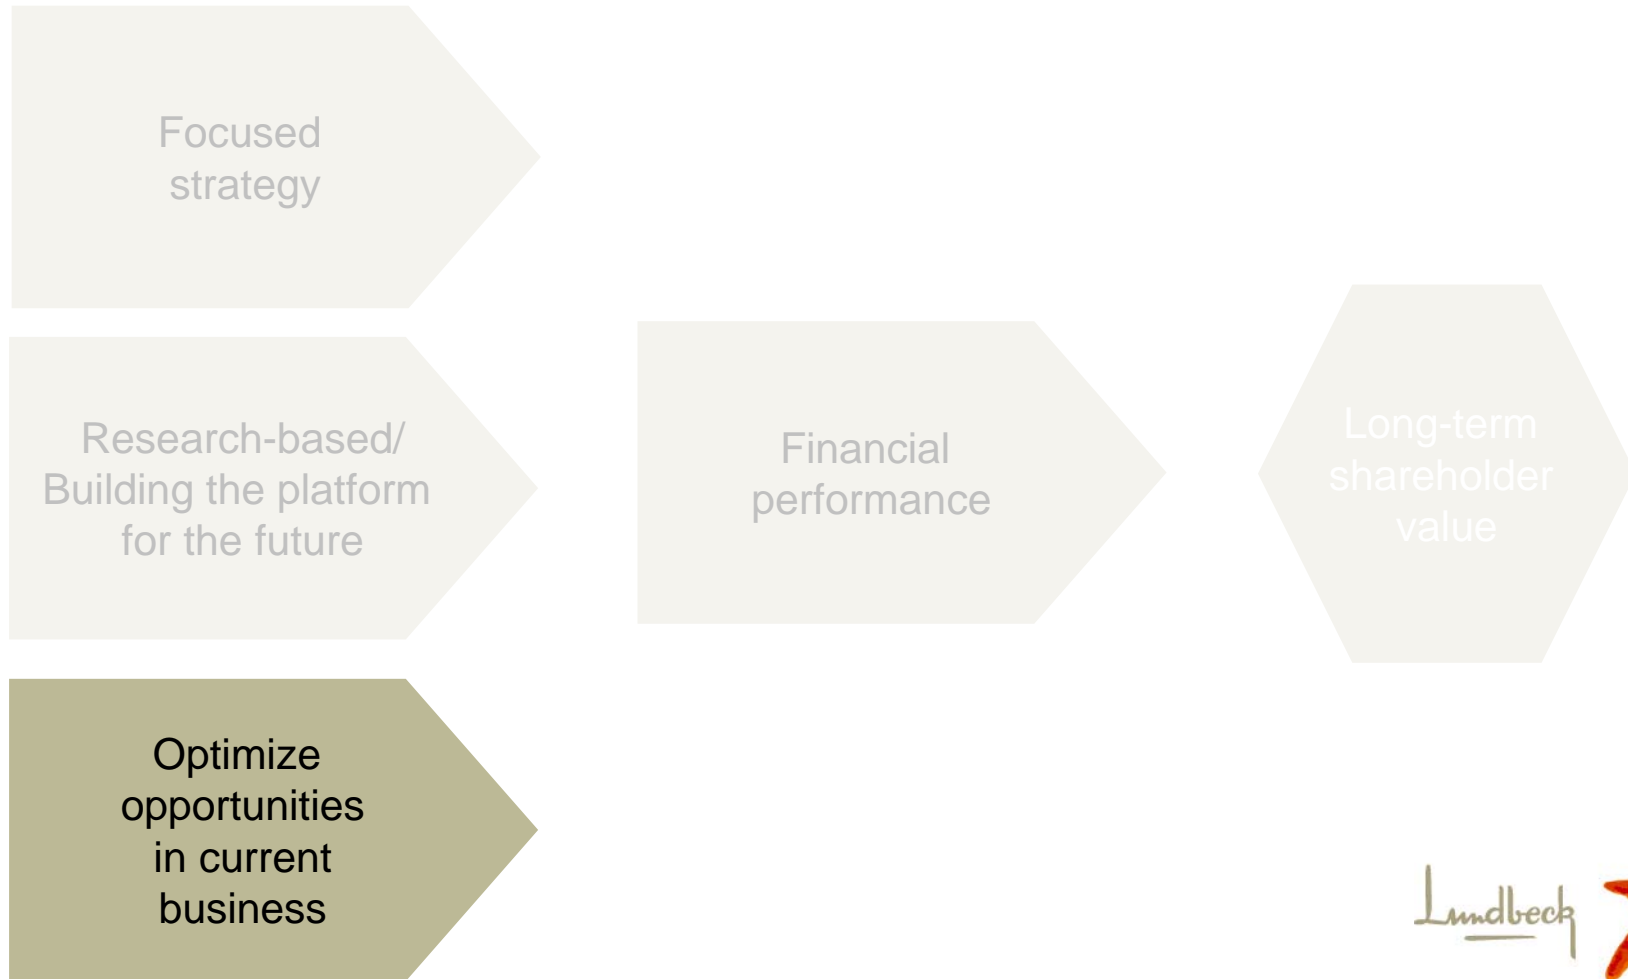 Focused
strategy
Research-based/
Building the platform
for the future
Optimize
opportunities
in current
business
Financial
performance
Long-term
shareholder
value
Lundbeck